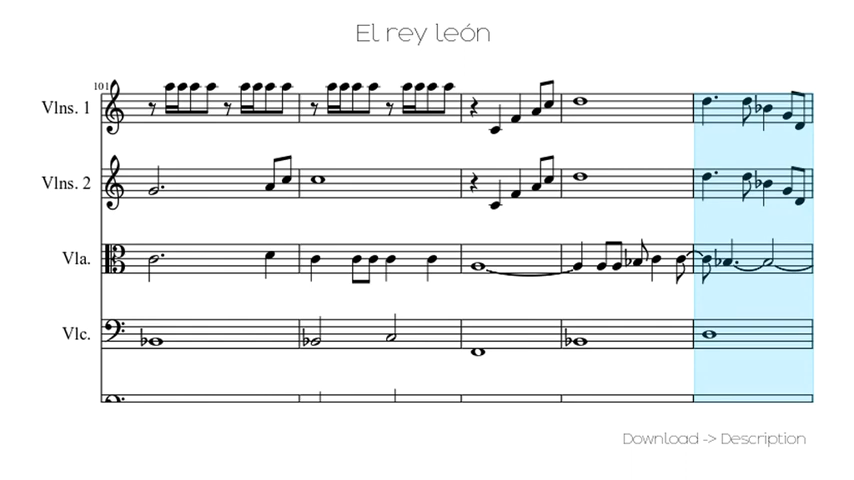 El rey león
101
Vlns. 1
Vlns. 2
Vla.
Vlc.
Download -> Description